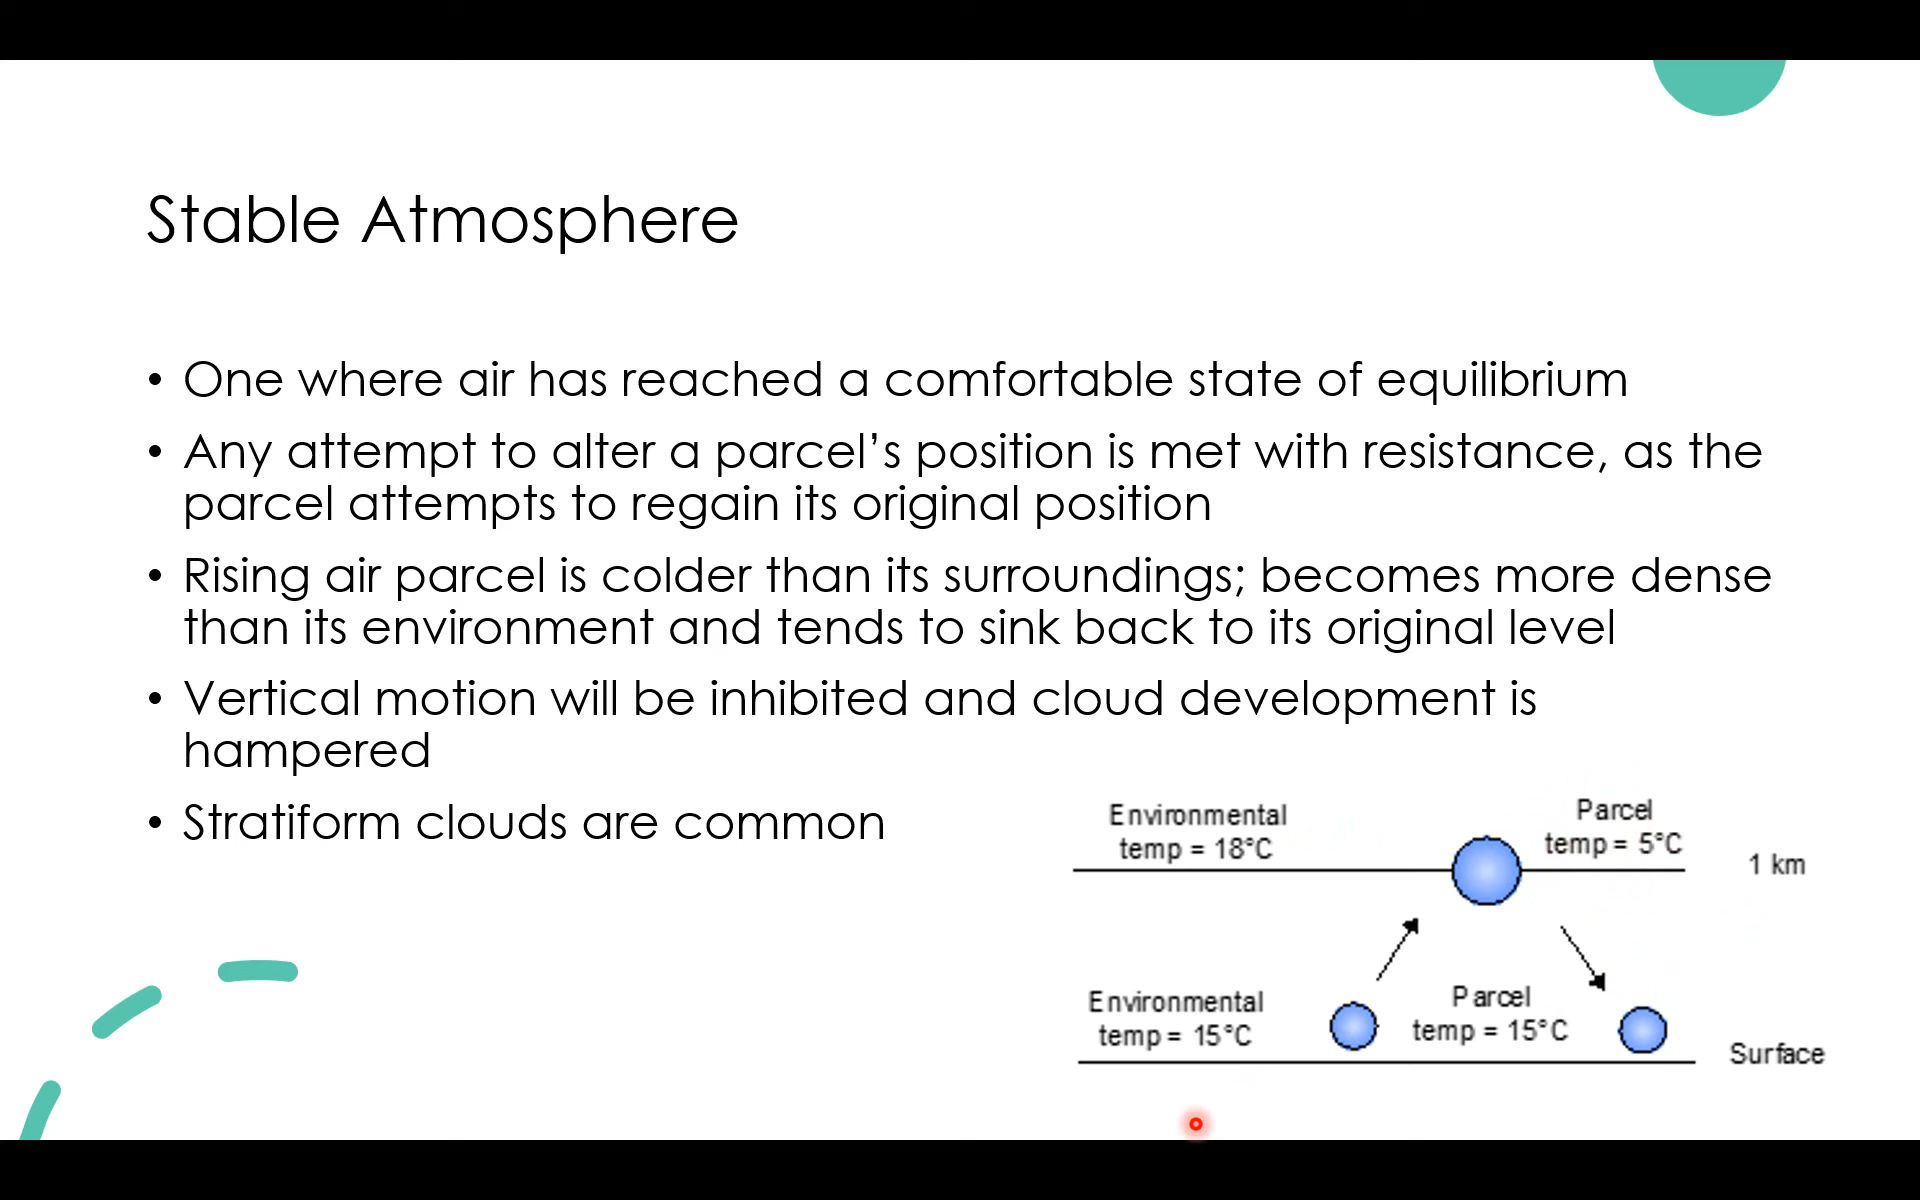 Stable Atmosphere
• One where air has reached a comfortable state of equilibrium
• Any attempt to alter a parcel’s position is met with resistance, as the
parcel attempts to regain its original position
• Rising air parcel is colder than its surroundings; becomes more dense
than its environment and tends to sink back to its original level
• Vertical motion will be inhibited and cloud development is
hampered
• Stratiform clouds are common
Environmental
temp = 18°C
Parcel
temp = 5°C
1 km
Environmental
temp = 15°C
Parcel
temp = 15°C
Surface